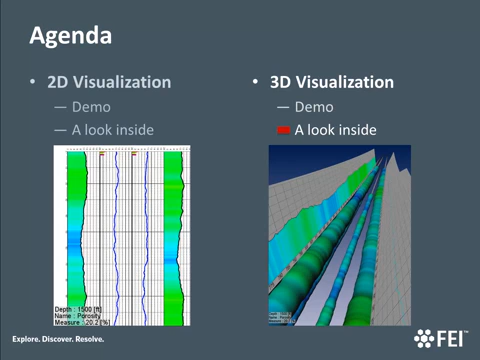 Agenda
• 2D Visualization
— Demo
— A look inside
• 3D Visualization
— Demo
A look inside
Depth : 1500 [ft]
Name : Porosity
Measure : 20.2 [%]
Explore. Discover. Resolve.
FEI™